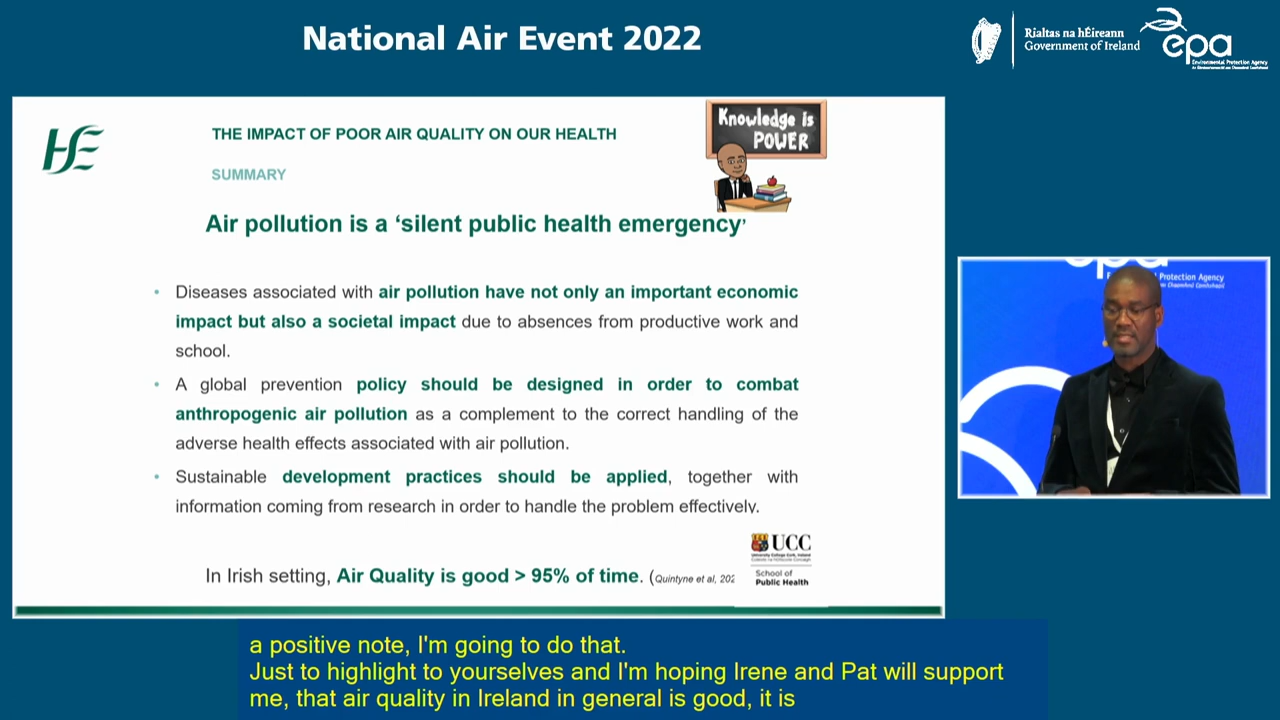 National Air Event 2022
Rialtas na hÉireann
Government of Ireland
epa
Environmental Protection Agency
HSE
THE IMPACT OF POOR AIR QUALITY ON OUR HEALTH
SUMMARY
Knowledge is
POWER
Air pollution is a ‘silent public health emergency’
• Diseases associated with air pollution have not only an important economic
impact but also a societal impact due to absences from productive work and
school.
• A global prevention policy should be designed in order to combat
anthropogenic air pollution as a complement to the correct handling of the
adverse health effects associated with air pollution.
• Sustainable development practices should be applied, together with
information coming from research in order to handle the problem effectively.
In Irish setting, Air Quality is good > 95% of time. (Quintyne et al, 202
UCC
University College Cork, Ireland
School of
Public Health
epa
Protection Agency
a positive note, I'm going to do that.
Just to highlight to yourselves and I'm hoping Irene and Pat will support
me, that air quality in Ireland in general is good, it is